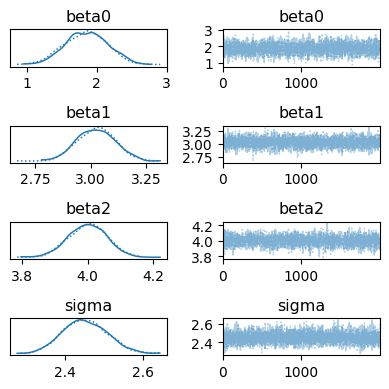 beta0 beta0
3
2
1
1 2 3 0 1000
beta1 beta1
3.25
3.00
2.75
2.75 3.00 3.25 0 1000
beta2 beta2
4.2
4.0
3.8
3.8 4.0 4.2 0 1000
sigma sigma
2.6
2.4
2.4 2.6 0 1000